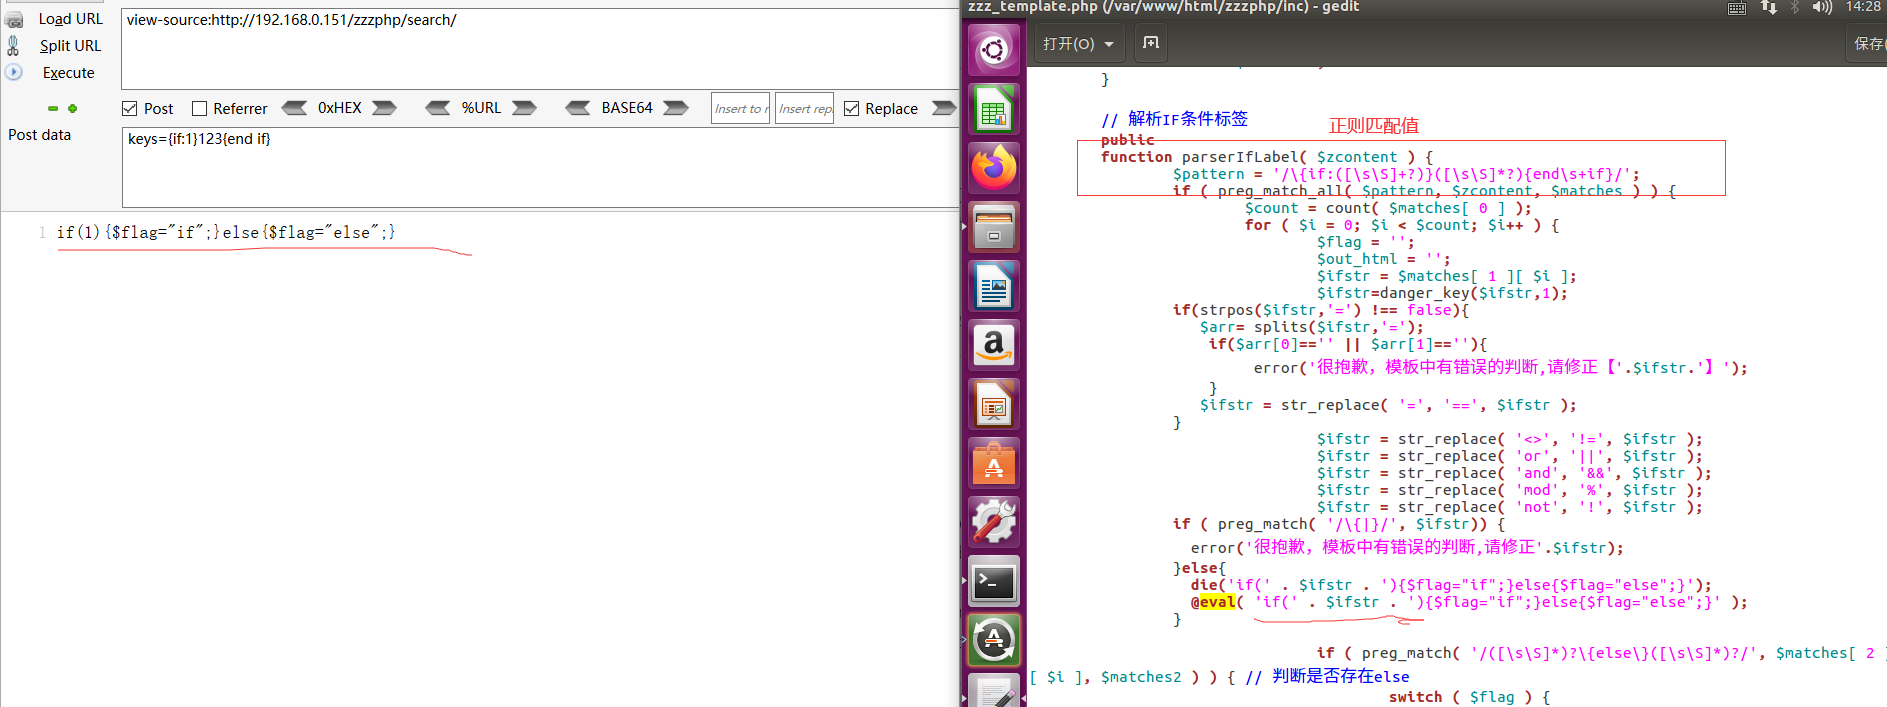 Load URL
view-source:http://192.168.0.151/zzzphp/search/
Split URL
Execute
Post
Referrer
0xHEX
%URL
BASE64
Insert to r
Insert repl
Replace
Post data
keys={if:1}123{end if}
1 if(1){$flag="if";}else{$flag="else";}
zzz_template.php (/var/www/html/zzzphp/inc) - gedit
14:28
打开(O)
保存(
}
// 解析IF条件标签
正则匹配值
public
function parserIfLabel( $zcontent ) {
$pattern = '/\{if:([\s\S]+?)}([\s\S]*?){end\s+if}/';
if ( preg_match_all( $pattern, $zcontent, $matches ) ) {
$count = count( $matches[ 0 ] );
for ( $i = 0; $i < $count; $i++ ) {
$flag = '';
$out_html = '';
$ifstr = $matches[ 1 ][ $i ];
$ifstr=danger_key($ifstr,1);
if(strpos($ifstr,'=') !== false){
$arr= splits($ifstr,'=');
if($arr[0]=='' || $arr[1]==''){
error('很抱歉，模板中有错误的判断,请修正【'.$ifstr.'】');
}
$ifstr = str_replace( '=', '==', $ifstr );
}
$ifstr = str_replace( '<>', '!=', $ifstr );
$ifstr = str_replace( 'or', '||', $ifstr );
$ifstr = str_replace( 'and', '&&', $ifstr );
$ifstr = str_replace( 'mod', '%', $ifstr );
$ifstr = str_replace( 'not', '!', $ifstr );
if ( preg_match( '/\{|}/', $ifstr)) {
error('很抱歉，模板中有错误的判断,请修正'.$ifstr);
}else{
die('if(' . $ifstr . '){$flag="if";}else{$flag="else";}');
@eval( 'if(' . $ifstr . '){$flag="if";}else{$flag="else";}' );
}
if ( preg_match( '/([\s\S]*)?\{else\}([\s\S]*)?/', $matches[ 2 ]
[ $i ], $matches2 ) ) { // 判断是否存在else
switch ( $flag ) {